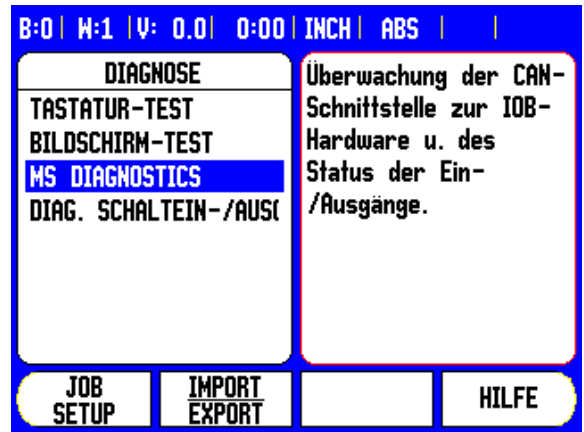 B:0 | W:1 | V: 0.0 | 0:00 | INCH | ABS | |
DIAGNOSE
TASTATUR-TEST
BILDSCHIRM-TEST
MS DIAGNOSTICS
DIAG. SCHALTEIN-/AUS(
Überwachung der CAN-
Schnittstelle zur IOB-
Hardware u. des
Status der Ein-
/Ausgänge.
JOB
SETUP
IMPORT
EXPORT
HILFE